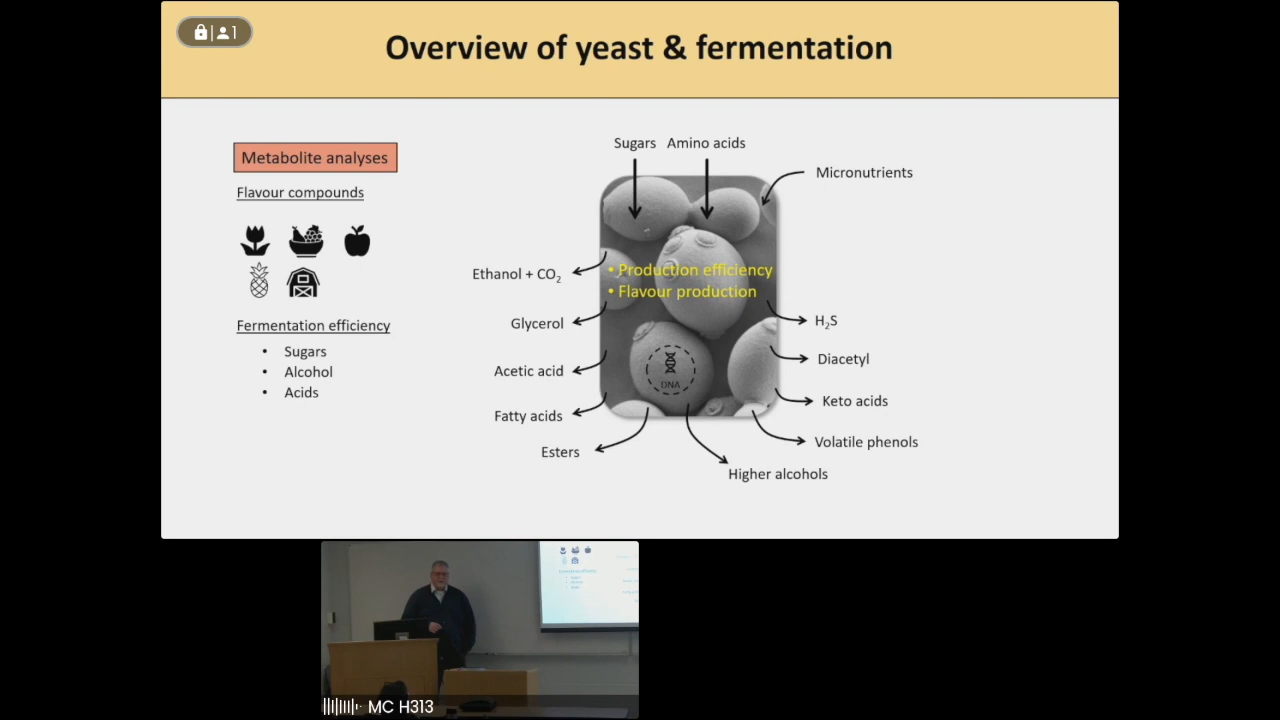 1
Overview of yeast & fermentation
Metabolite analyses
Flavour compounds
Fermentation efficiency
• Sugars
• Alcohol
• Acids
Sugars Amino acids
Micronutrients
• Production efficiency
• Flavour production
Ethanol + CO₂
Glycerol
Acetic acid
Fatty acids
Esters
DNA
H₂S
Diacetyl
Keto acids
Volatile phenols
Higher alcohols
MC H313